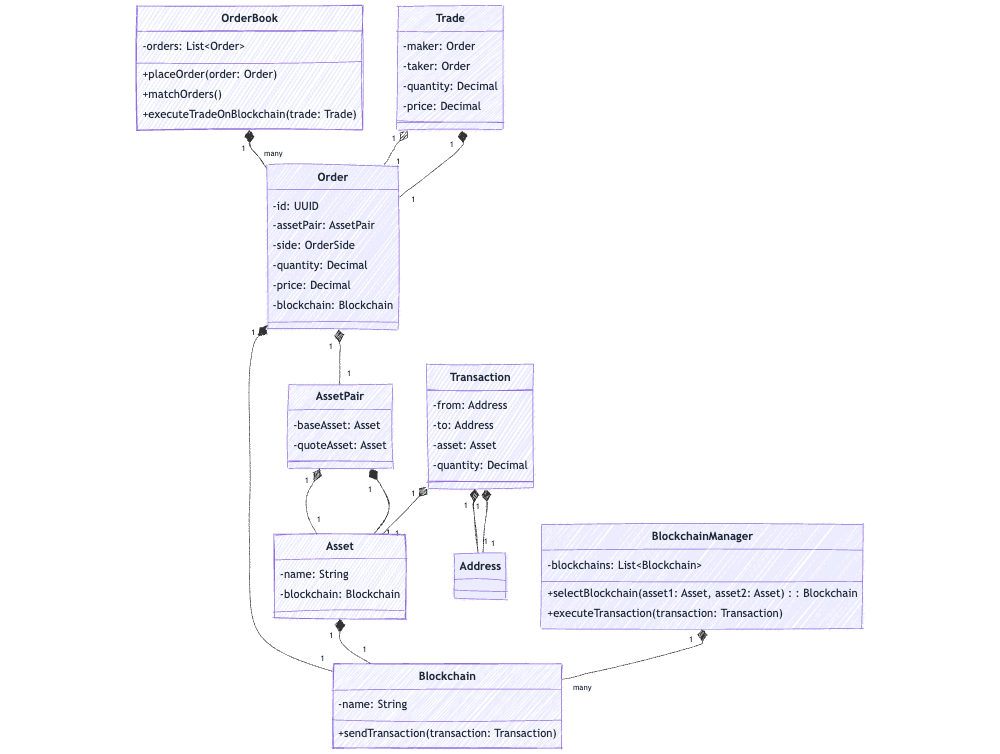 OrderBook
-orders: List<Order>
+placeOrder(order: Order)
+matchOrders()
+executeTradeOnBlockchain(trade: Trade)
Trade
-maker: Order
-taker: Order
-quantity: Decimal
-price: Decimal
1
many
1
1
1
1
Order
-id: UUID
-assetPair: AssetPair
-side: OrderSide
-quantity: Decimal
-price: Decimal
-blockchain: Blockchain
1
1
1
AssetPair
-baseAsset: Asset
-quoteAsset: Asset
Transaction
-from: Address
-to: Address
-asset: Asset
-quantity: Decimal
1
1
1
1
1
1
1
1
1
1
Asset
-name: String
-blockchain: Blockchain
Address
BlockchainManager
-blockchains: List<Blockchain>
+selectBlockchain(asset1: Asset, asset2: Asset) : : Blockchain
+executeTransaction(transaction: Transaction)
1
1
1
1
many
Blockchain
-name: String
+sendTransaction(transaction: Transaction)